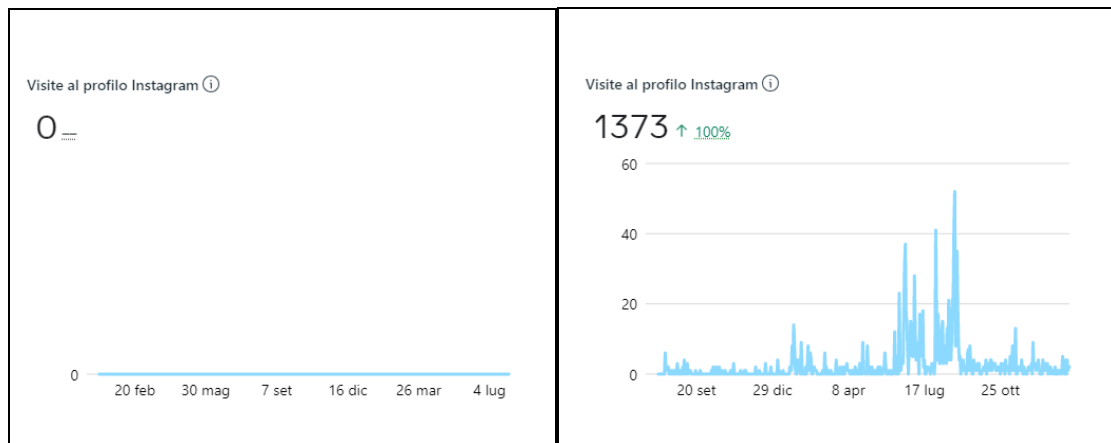 Visite al profilo Instagram
0 --
0
20 feb 30 mag 7 set 16 dic 26 mar 4 lug
Visite al profilo Instagram
1373 ↑ 100%
60
40
20
0
20 set 29 dic 8 apr 17 lug 25 ott